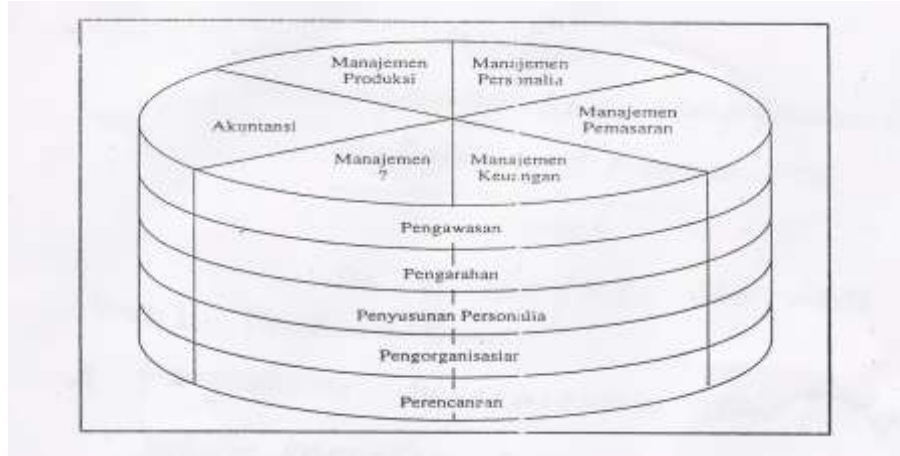 Manajemen
Produksi
Manajemen
Personalia
Akuntansi
Manajemen
Pemasaran
Manajemen
?
Manajemen
Keuangan
Pengawasan
Pengarahan
Penyusunan Personalia
Pengorganisasian
Perencanaan